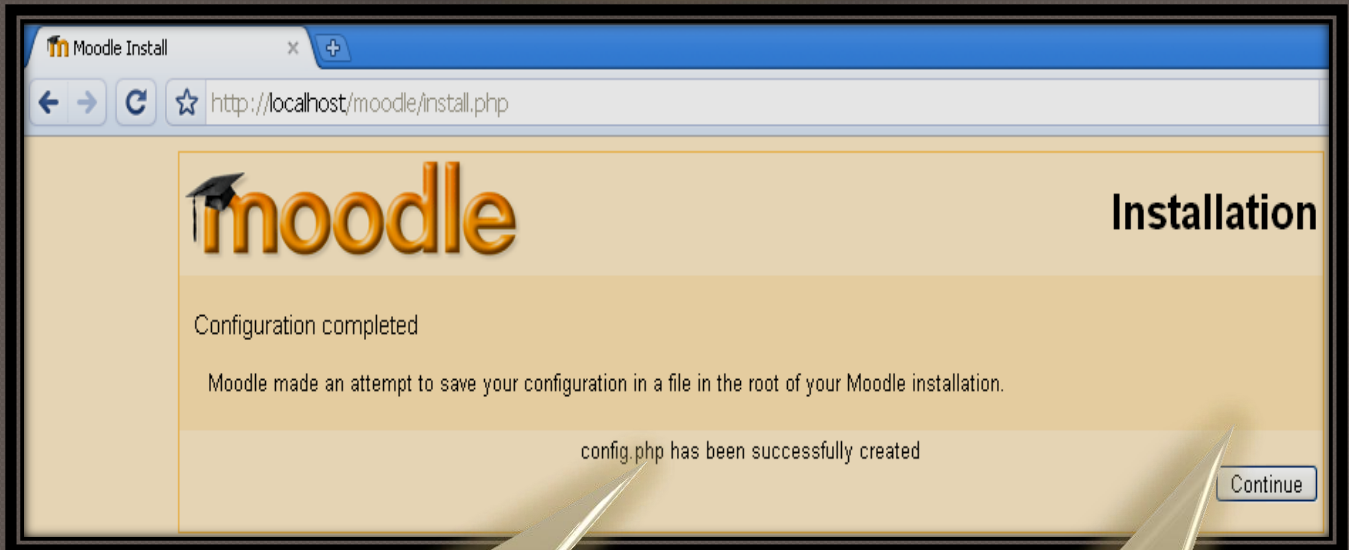 Moodle Install
http://localhost/moodle/install.php
moodle
Installation
Configuration completed
Moodle made an attempt to save your configuration in a file in the root of your Moodle installation.
config.php has been successfully created
Continue